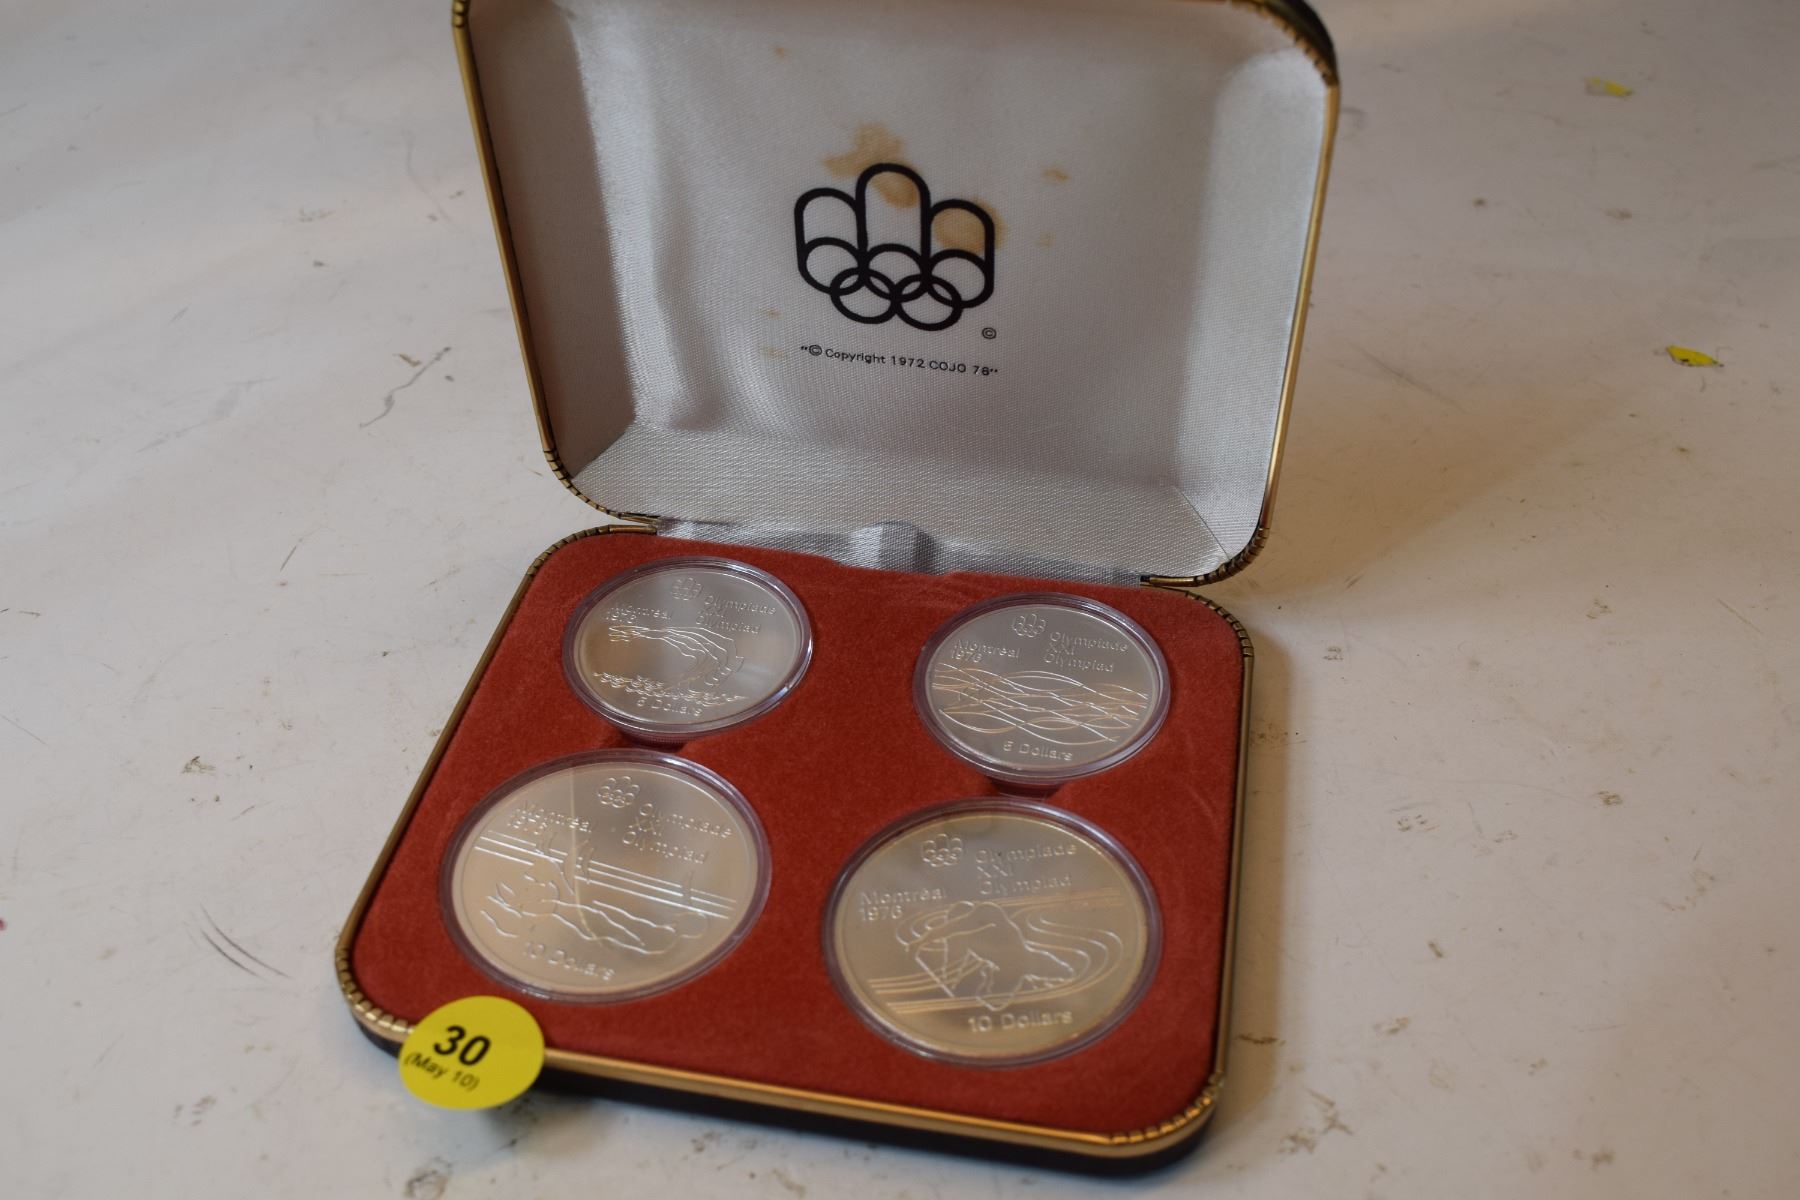 ©
"© Copyright 1972 COJO 76"
Olympiade
Montréal XXI
1976 Olympiad
5 Dollars
Olympiade
Montréal XXI
1976 Olympiad
5 Dollars
Olympiade
Montréal XXI
1976 Olympiad
10 Dollars
Olympiade
XXI
Montréal Olympiad
1976
10 Dollars
30
(May 10)